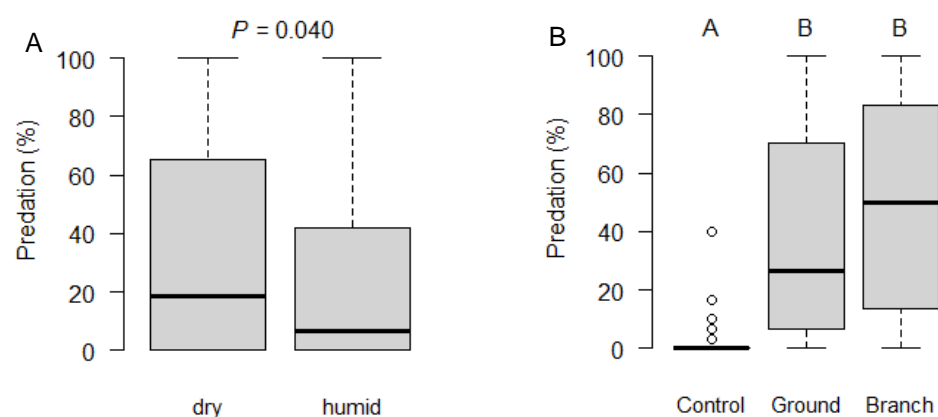 A
P = 0.040
Predation (%)
100
80
60
40
20
0
dry humid
B
A B B
Predation (%)
100
80
60
40
20
0
Control Ground Branch